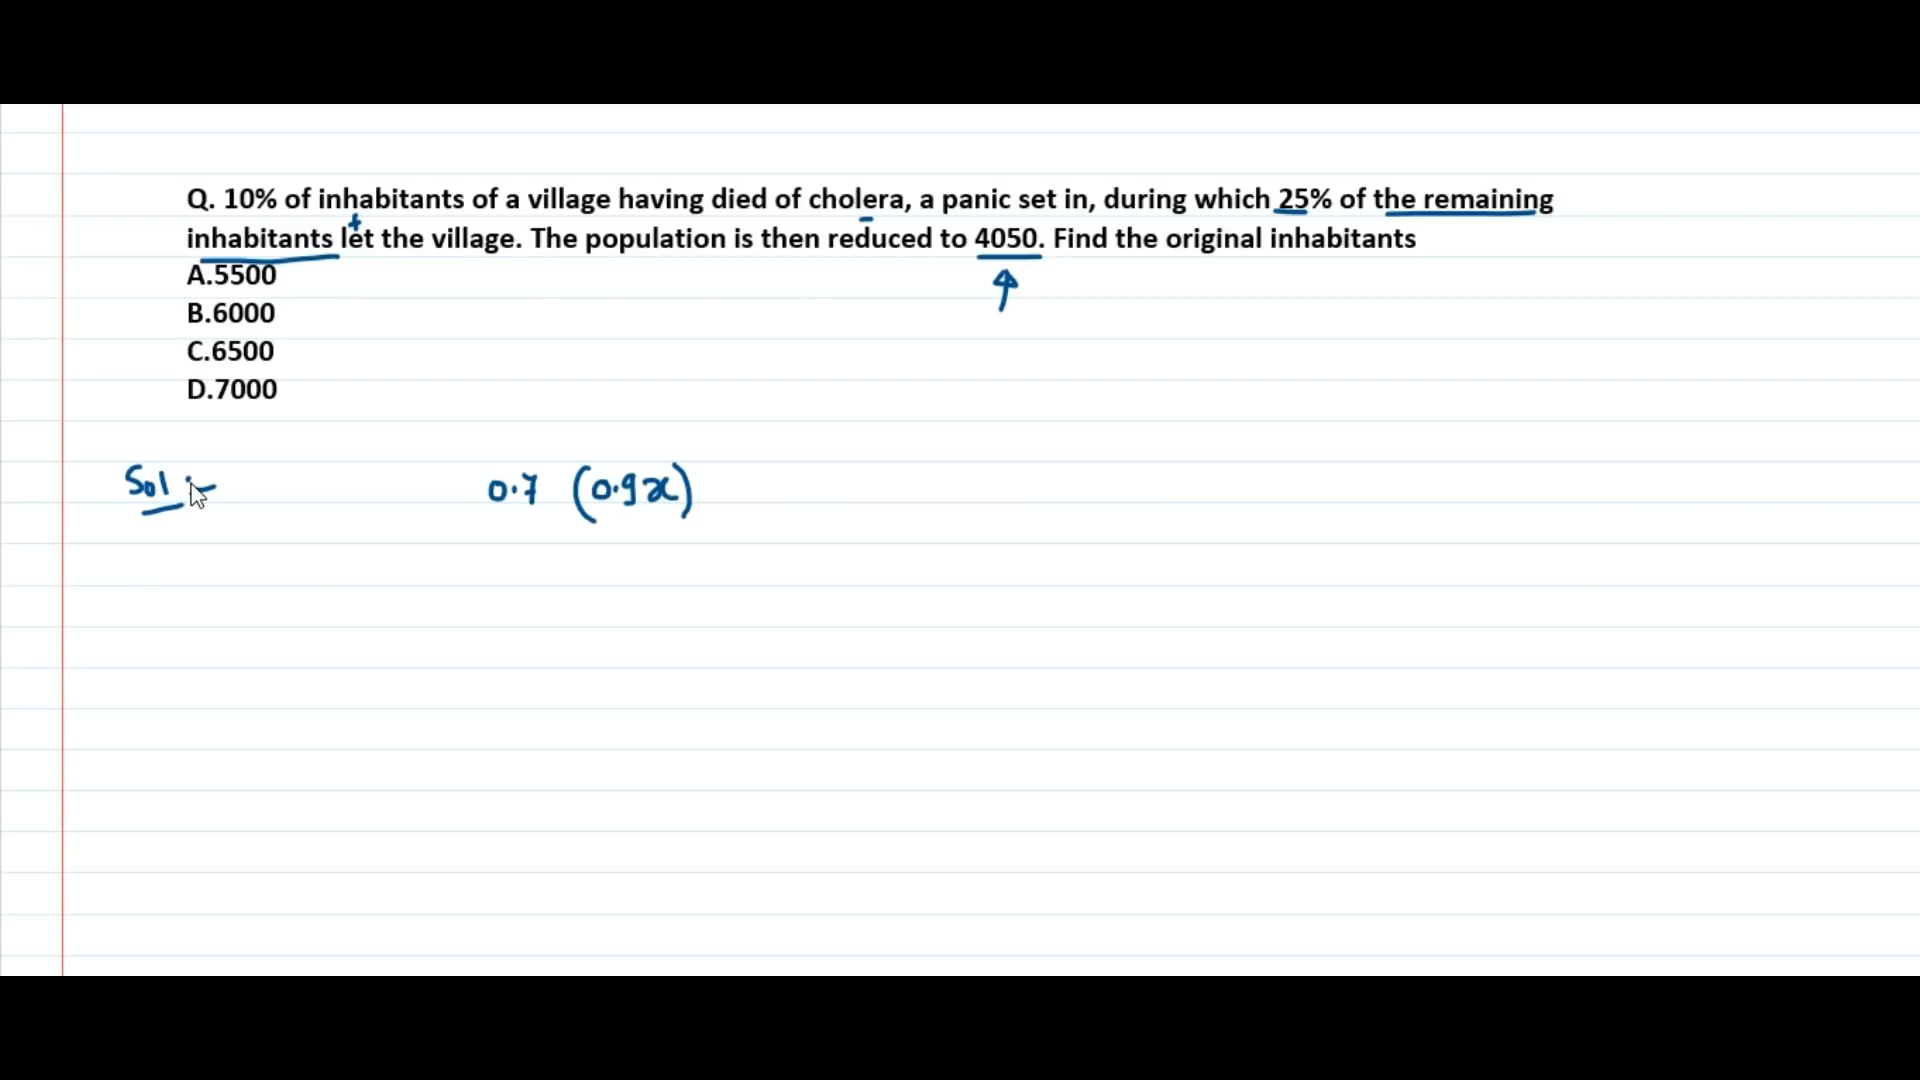 Q. 10% of inhabitants of a village having died of cholera, a panic set in, during which 25% of the remaining
f
inhabitants let the village. The population is then reduced to 4050. Find the original inhabitants
A.5500
B.6000
C.6500
D.7000
Sol :- 0.7 (0.9x)